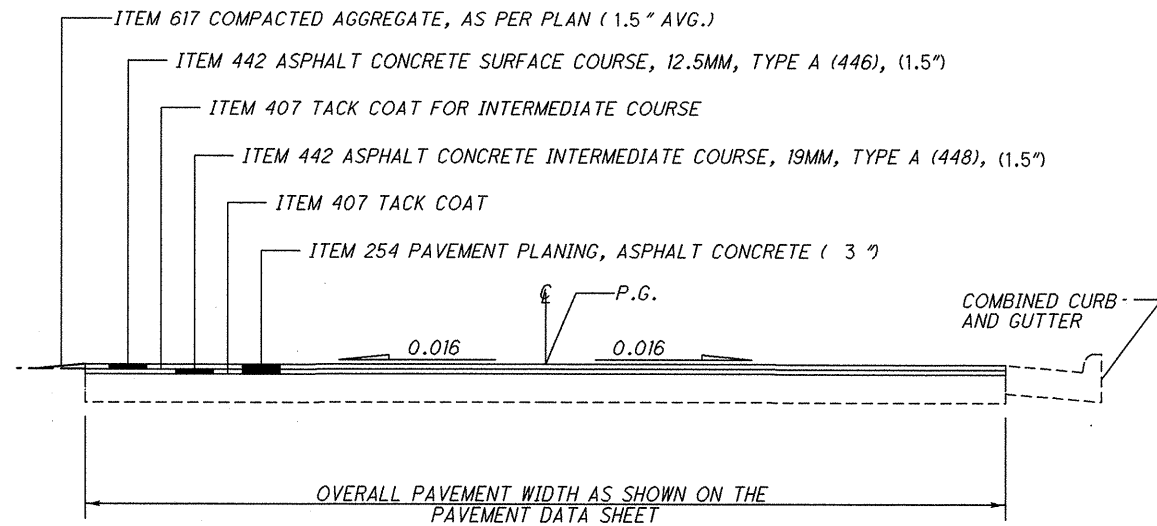 ITEM 617 COMPACTED AGGREGATE, AS PER PLAN ( 1.5 " AVG.)
ITEM 442 ASPHALT CONCRETE SURFACE COURSE, 12.5MM, TYPE A (446), (1.5")
ITEM 407 TACK COAT FOR INTERMEDIATE COURSE
ITEM 442 ASPHALT CONCRETE INTERMEDIATE COURSE, 19MM, TYPE A (448), (1.5")
ITEM 407 TACK COAT
ITEM 254 PAVEMENT PLANING, ASPHALT CONCRETE ( 3 ")
℄ P.G.
COMBINED CURB
AND GUTTER
0.016 0.016
OVERALL PAVEMENT WIDTH AS SHOWN ON THE
PAVEMENT DATA SHEET